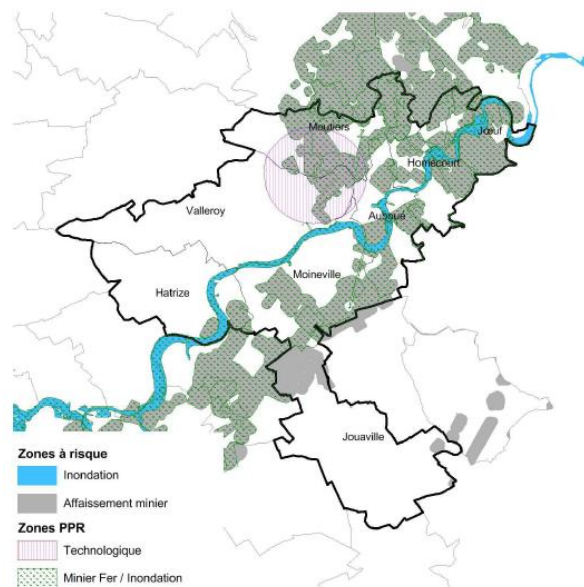 Moutiers
Jœuf
Homécourt
Valleroy
Auboué
Moineville
Hatrize
Jouaville
Zones à risque
Inondation
Affaissement minier
Zones PPR
Technologique
Minier Fer / Inondation